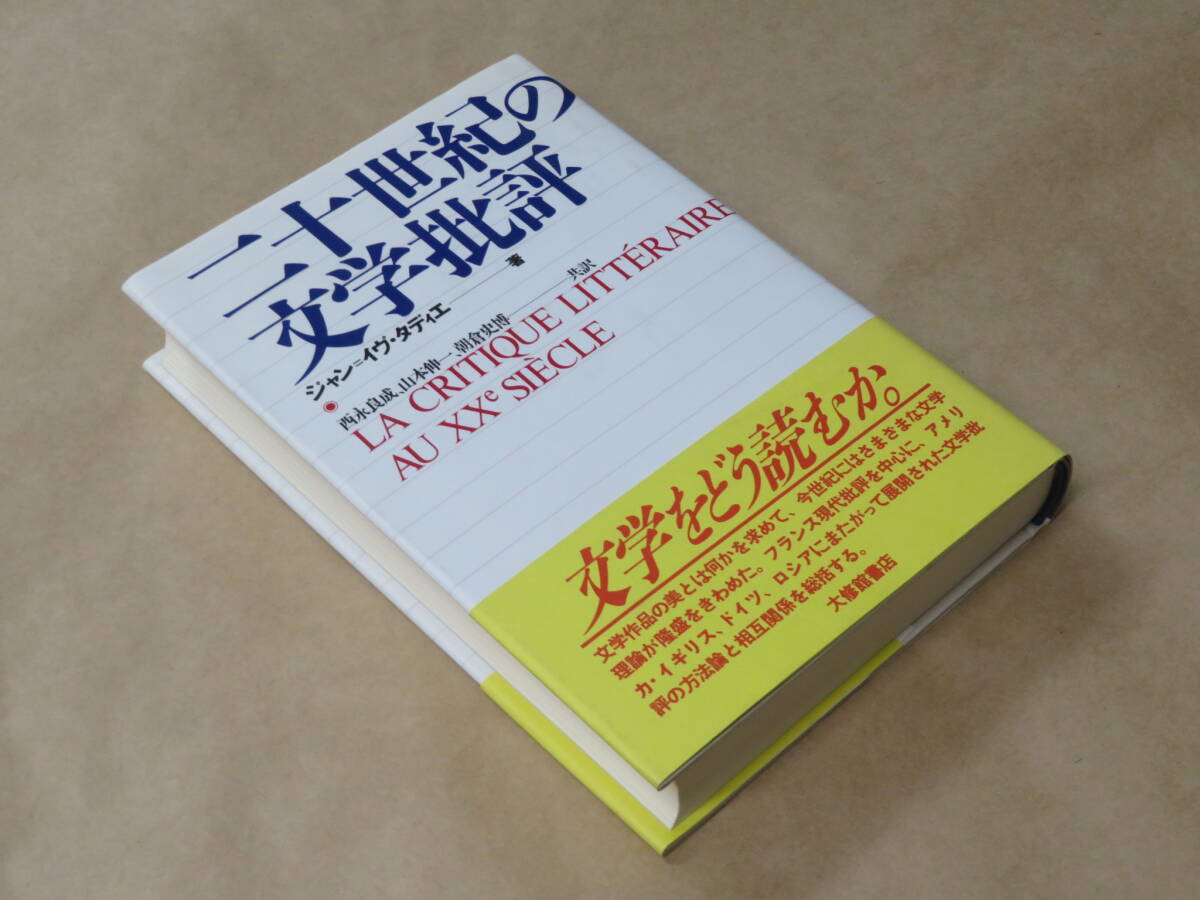 二十世紀の
文学批評
ジャン=イヴ・タディエ――著
西永良成、山本伸一、朝倉史博――共訳
LA CRITIQUE LITTÉRAIRE
AU XXe SIÈCLE
文学をどう読むか。
文学作品の美とは何かを求めて、今世紀にはさまざまな文学
理論が隆盛をきわめた。フランス現代批評を中心に、アメリ
カ・イギリス、ドイツ、ロシアにまたがって展開された文学批
評の方法論と相互関係を総括する。
大修館書店